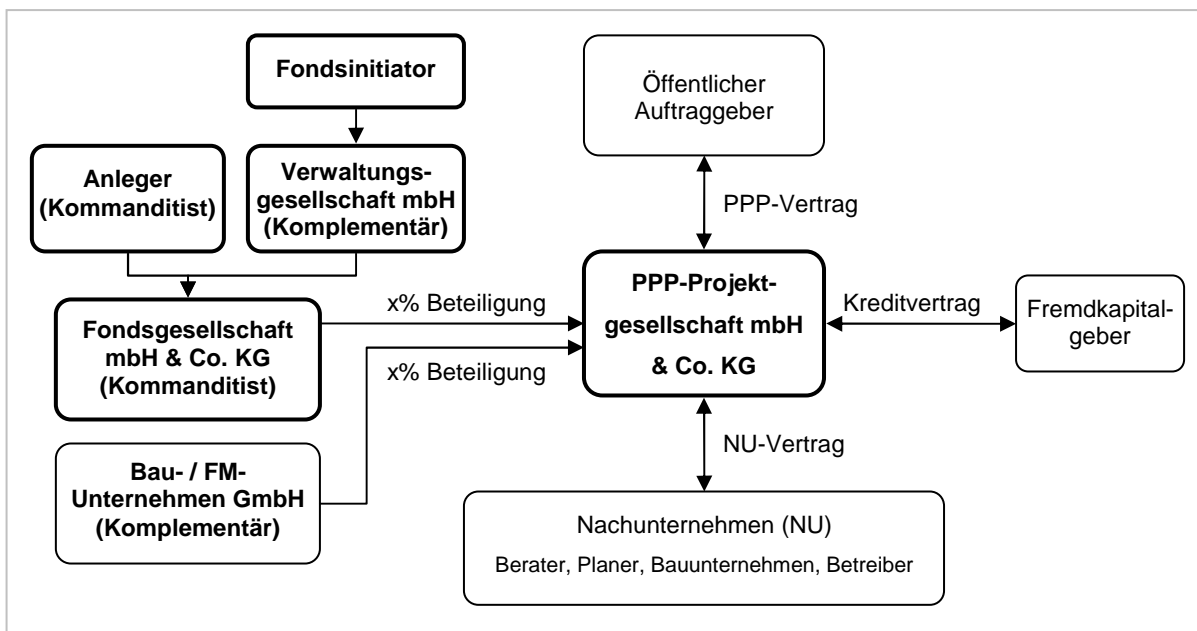 Fondsinitiator
Öffentlicher
Auftraggeber
Anleger
(Kommanditist)
Verwaltungs-
gesellschaft mbH
(Komplementär)
PPP-Vertrag
Fondsgesellschaft
mbH & Co. KG
(Kommanditist)
x% Beteiligung
x% Beteiligung
PPP-Projekt-
gesellschaft mbH
& Co. KG
Kreditvertrag
Fremdkapital-
geber
Bau- / FM-
Unternehmen GmbH
(Komplementär)
NU-Vertrag
Nachunternehmen (NU)
Berater, Planer, Bauunternehmen, Betreiber